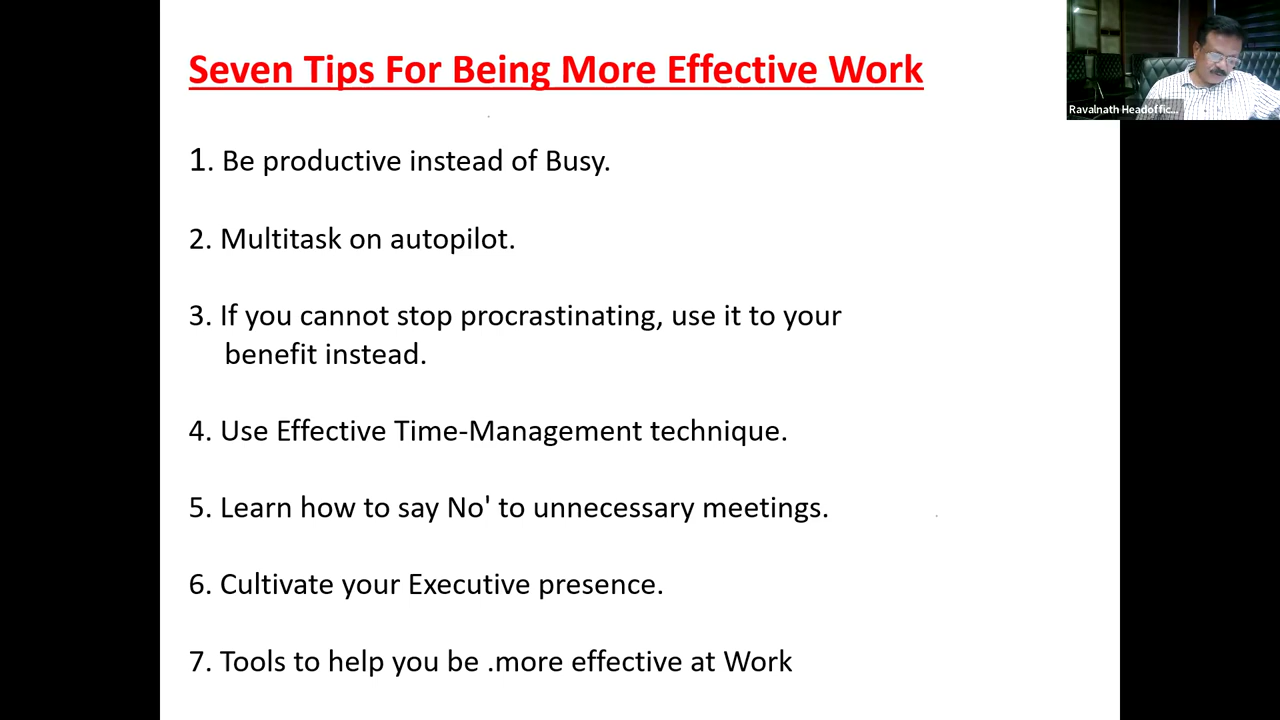 Seven Tips For Being More Effective Work
Ravalnath Headoffic...
1. Be productive instead of Busy.
2. Multitask on autopilot.
3. If you cannot stop procrastinating, use it to your
benefit instead.
4. Use Effective Time-Management technique.
5. Learn how to say No' to unnecessary meetings.
6. Cultivate your Executive presence.
7. Tools to help you be .more effective at Work